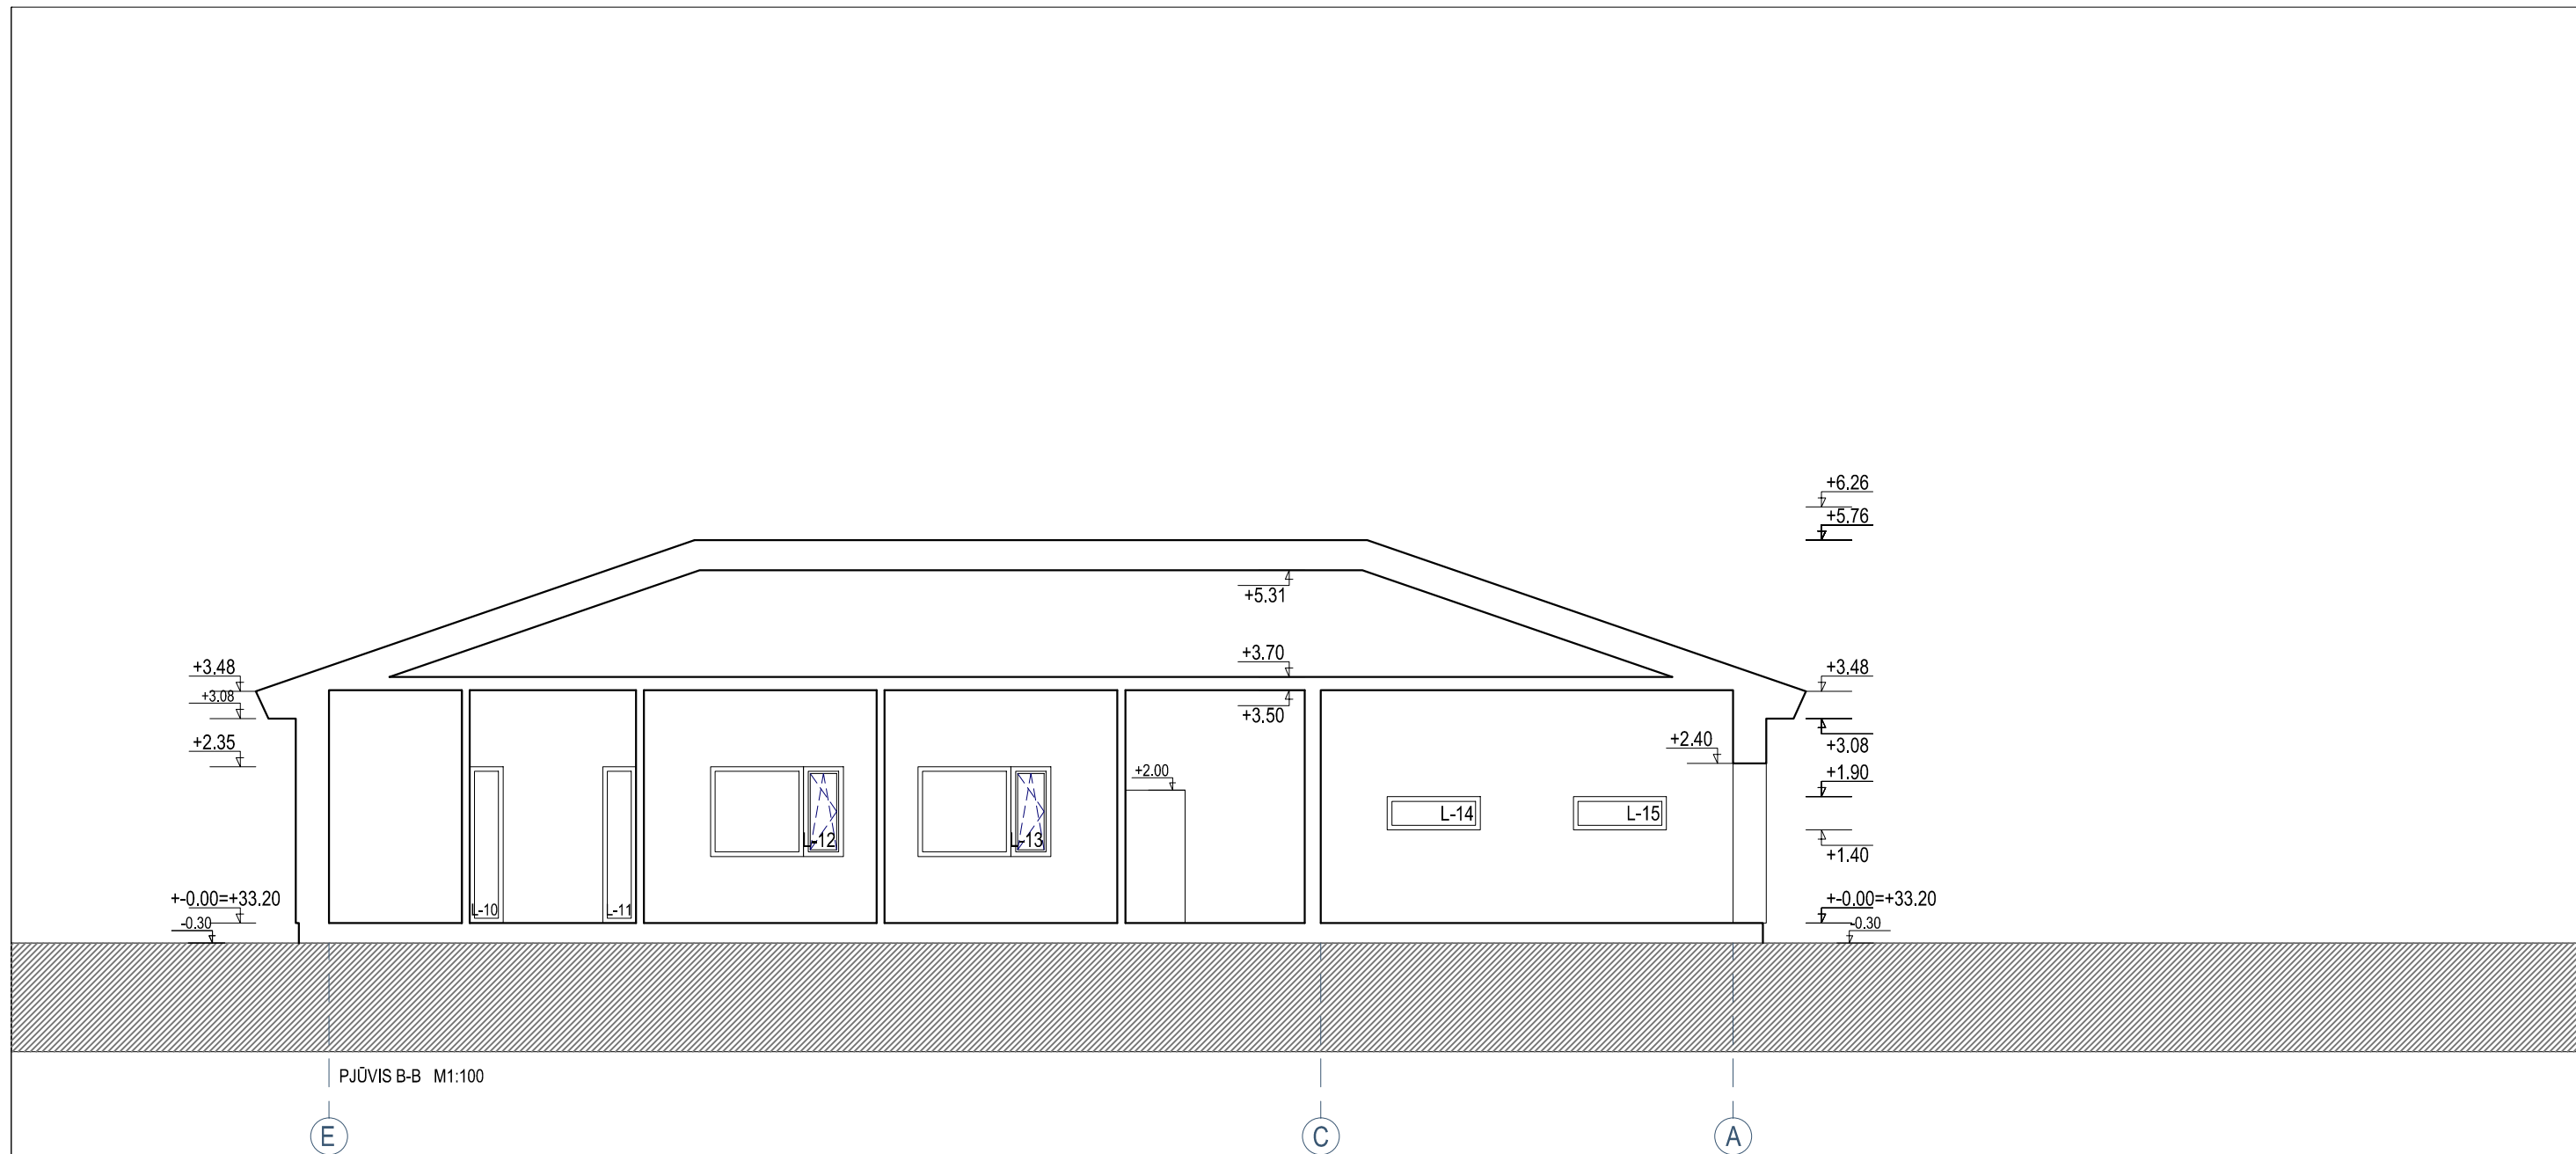 +6.26
+5.76
+5.31
+3.70
+3.48
+3.48
+3.08
+3.50
+2.40
+3.08
+2.35
+2.00
+1.90
L-14
L-15
L-12
L-13
+1.40
+-0.00=+33.20
+-0.00=+33.20
L-10
L-11
-0.30
-0.30
PJŪVIS B-B M1:100
E
C
A